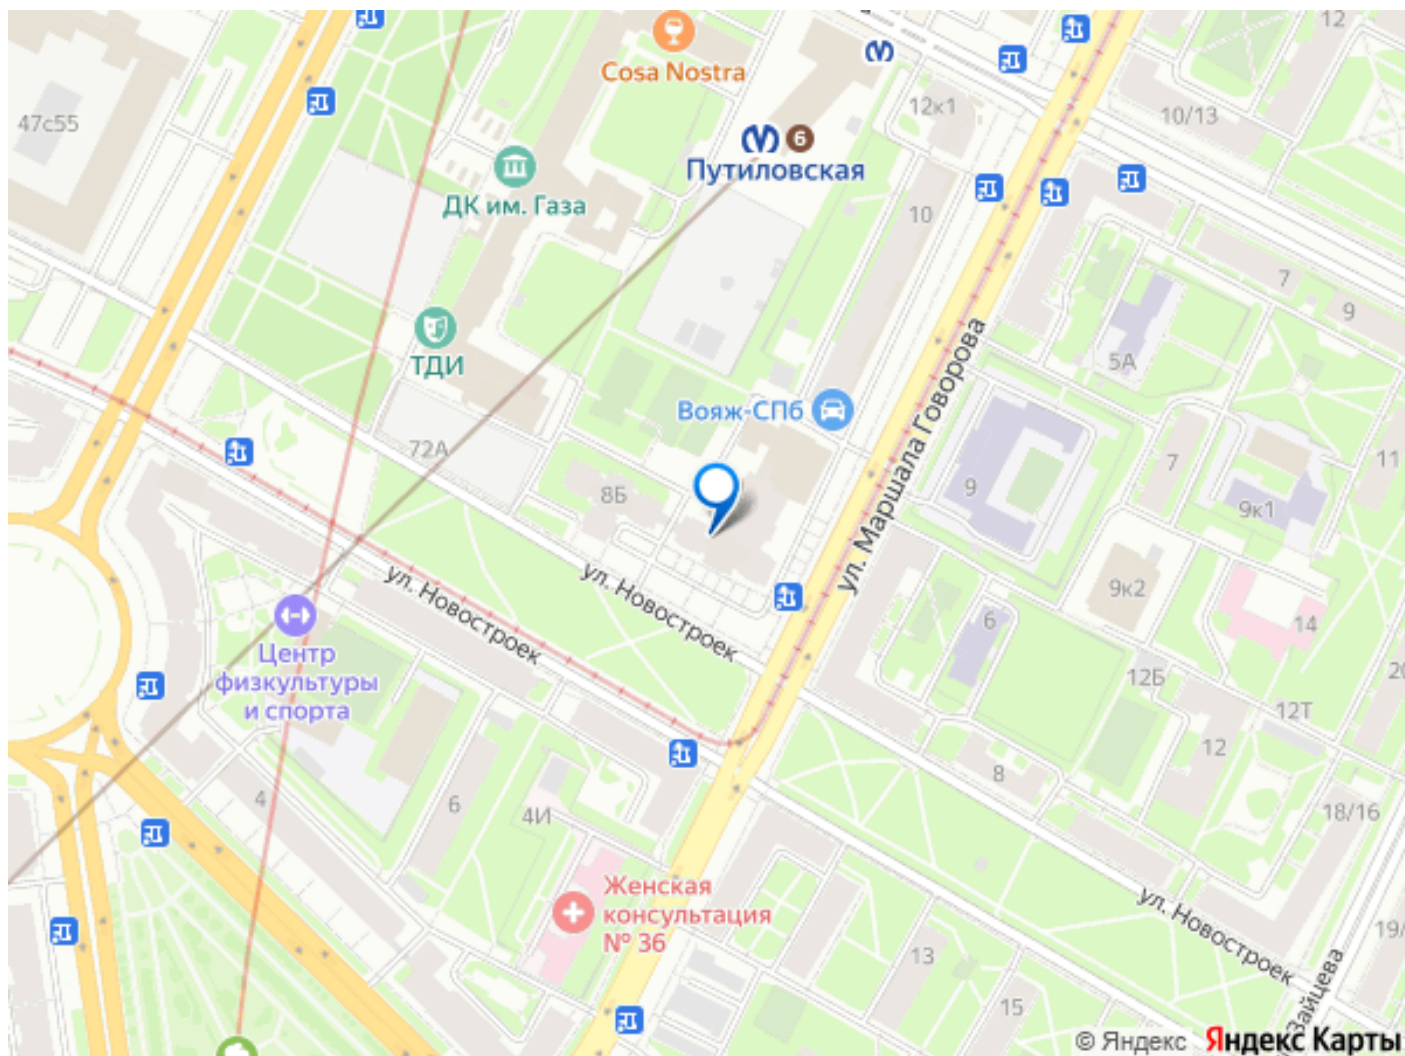 12
Cosa Nostra
10/13
12к1
47с55
6
Путиловская
ДК им. Газа
10
7
9
5А
ТДИ
ул. Маршала Говорова
Вояж-СПб
72А
7
11
8Б
9
9к1
ул. Новостроек
ул. Новостроек
9к2
6
14
Центр
физкультуры
и спорта
12Б
12Т
12
8
4
6
4И
18/16
Женская
консультация
№ 36
ул. Новостроек
13
15
19/
Зайцева
© Яндекс Яндекс Карты